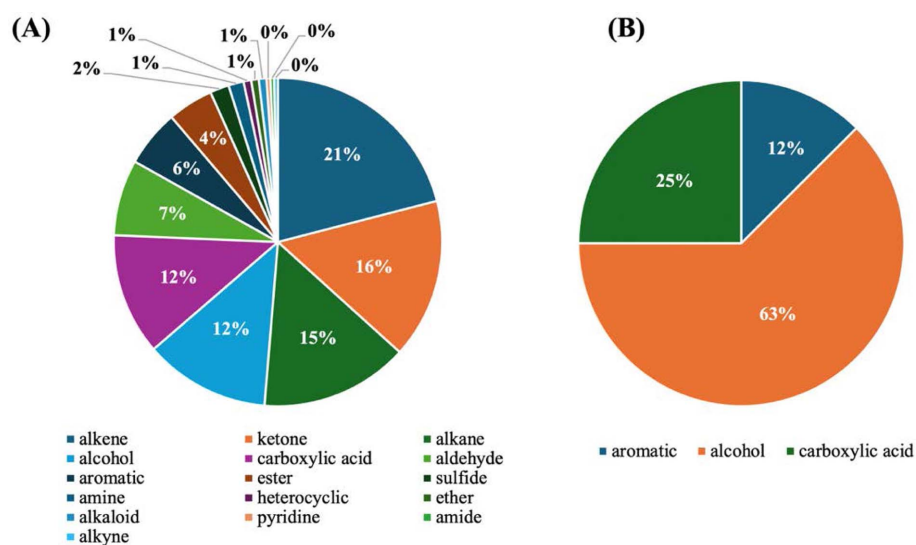 (A)
(B)
1%
1%
0%
0%
2%
1%
1%
0%
21%
16%
15%
12%
12%
7%
6%
4%
12%
63%
25%
alkene ketone alkane
alcohol carboxylic acid aldehyde
aromatic ester sulfide
amine heterocyclic ether
alkaloid pyridine amide
alkyne
aromatic alcohol carboxylic acid